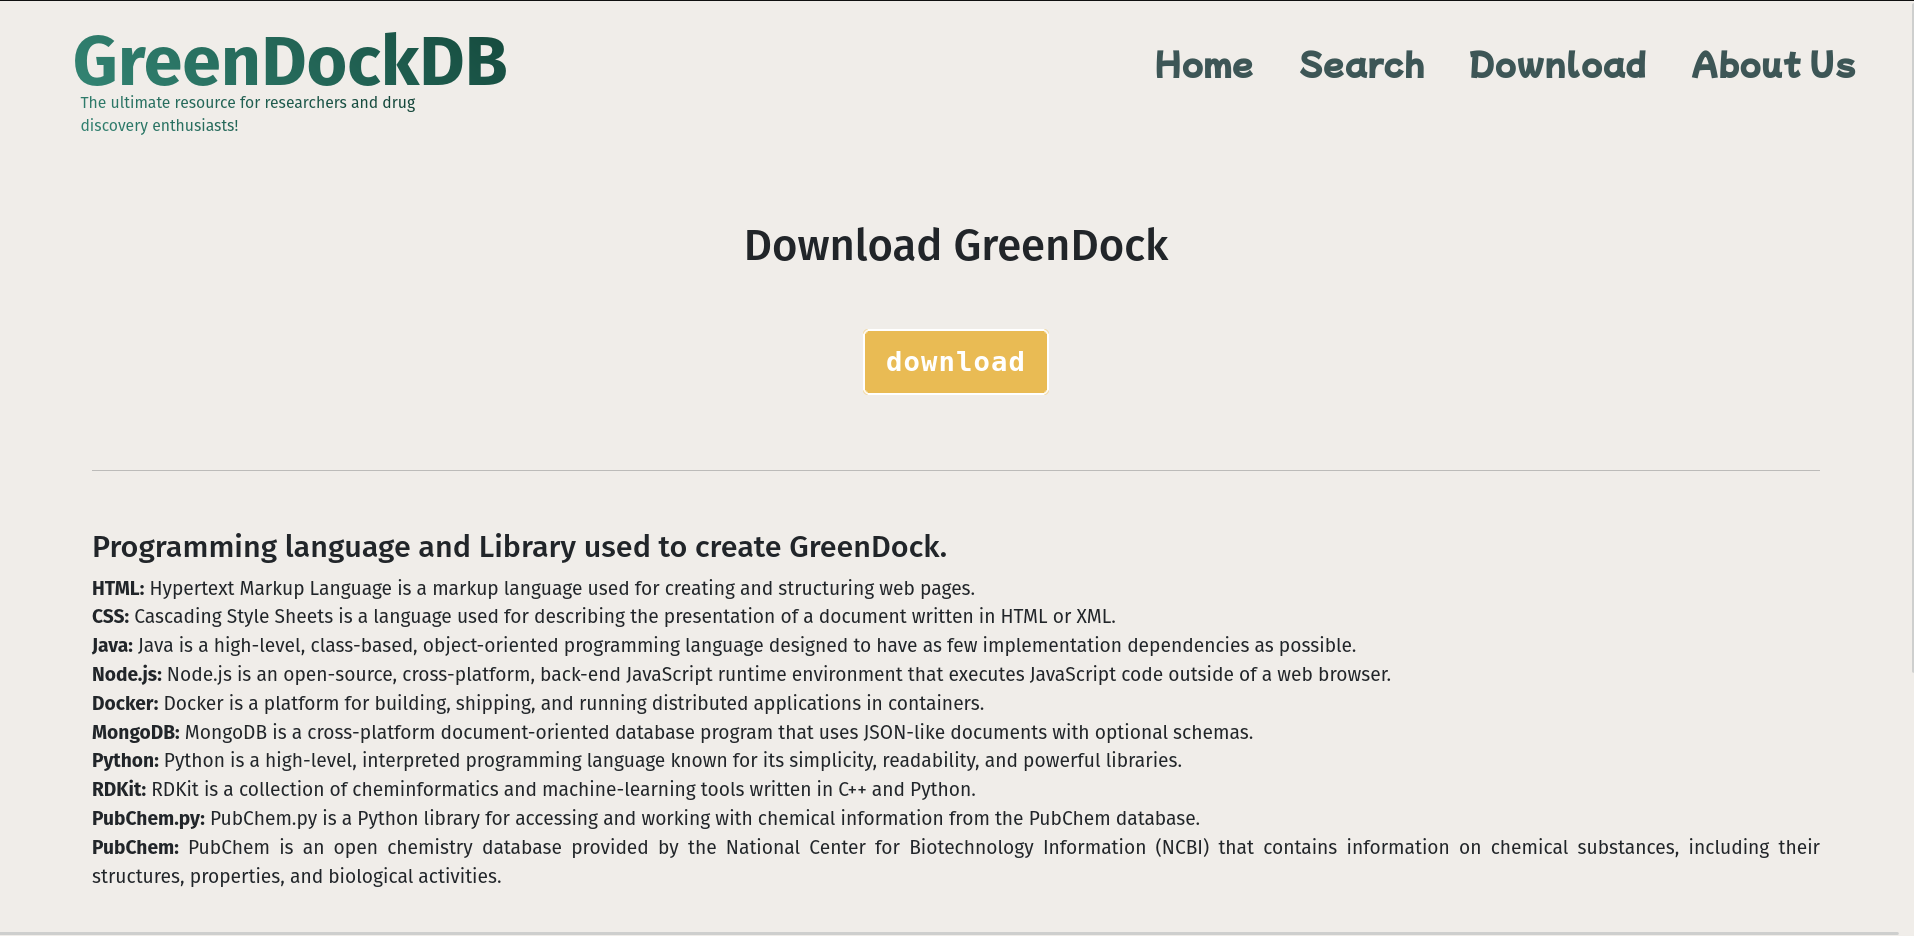 GreenDockDB
The ultimate resource for researchers and drug
discovery enthusiasts!
Home Search Download About Us
Download GreenDock
download
Programming language and Library used to create GreenDock.
HTML: Hypertext Markup Language is a markup language used for creating and structuring web pages.
CSS: Cascading Style Sheets is a language used for describing the presentation of a document written in HTML or XML.
Java: Java is a high-level, class-based, object-oriented programming language designed to have as few implementation dependencies as possible.
Node.js: Node.js is an open-source, cross-platform, back-end JavaScript runtime environment that executes JavaScript code outside of a web browser.
Docker: Docker is a platform for building, shipping, and running distributed applications in containers.
MongoDB: MongoDB is a cross-platform document-oriented database program that uses JSON-like documents with optional schemas.
Python: Python is a high-level, interpreted programming language known for its simplicity, readability, and powerful libraries.
RDKit: RDKit is a collection of cheminformatics and machine-learning tools written in C++ and Python.
PubChem.py: PubChem.py is a Python library for accessing and working with chemical information from the PubChem database.
PubChem: PubChem is an open chemistry database provided by the National Center for Biotechnology Information (NCBI) that contains information on chemical substances, including their
structures, properties, and biological activities.